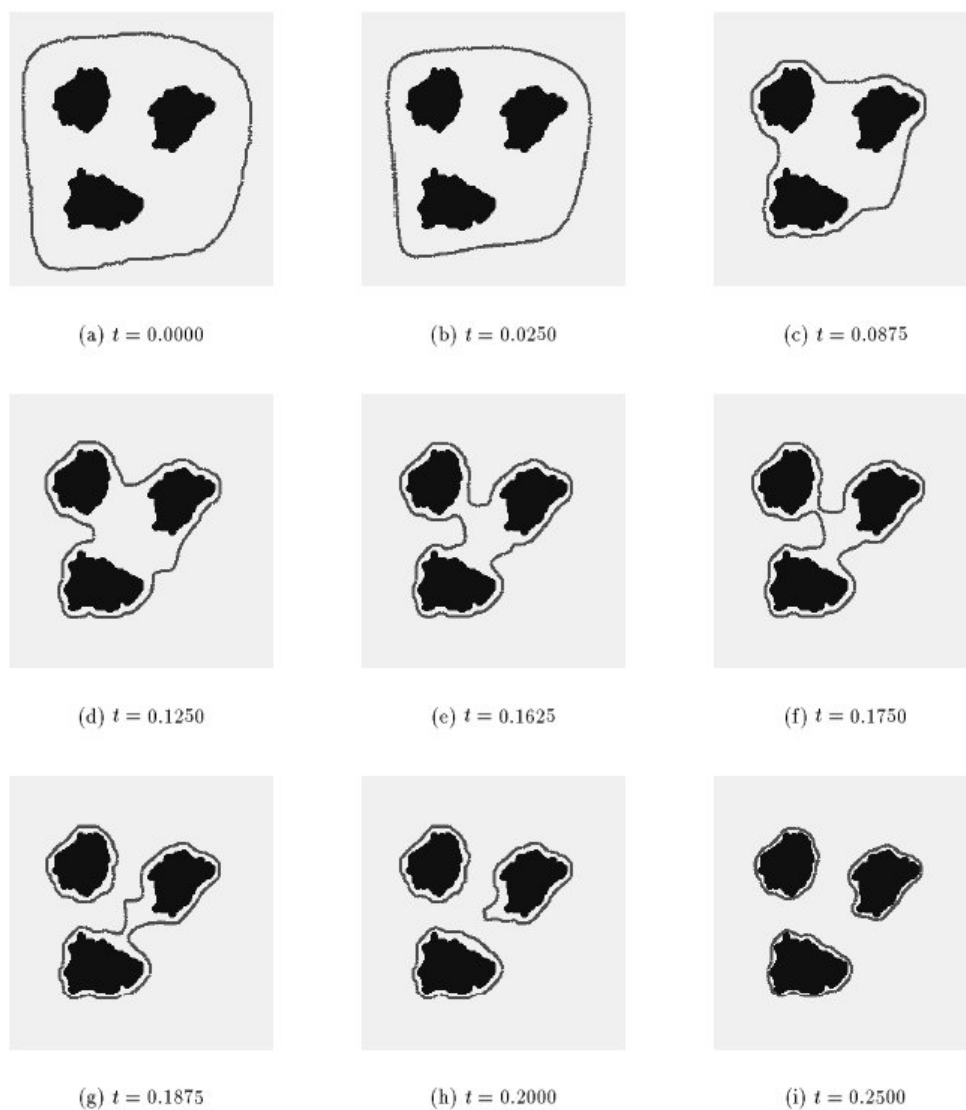 (a) t = 0.0000
(b) t = 0.0250
(c) t = 0.0875
(d) t = 0.1250
(e) t = 0.1625
(f) t = 0.1750
(g) t = 0.1875
(h) t = 0.2000
(i) t = 0.2500